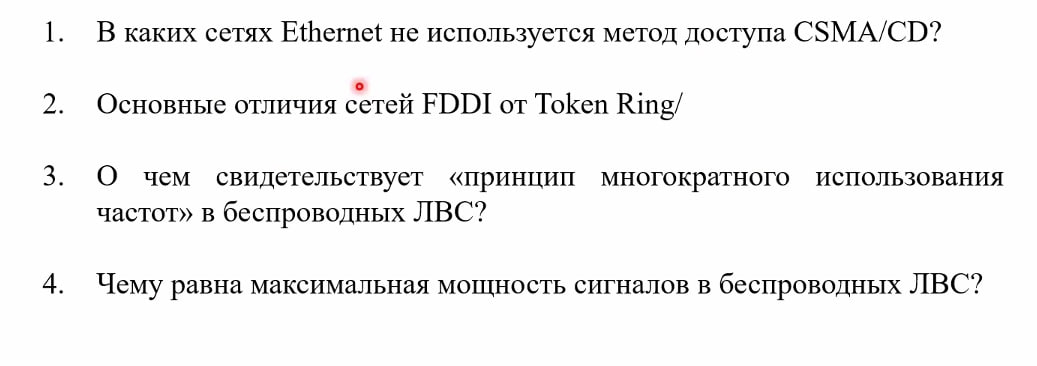 1. В каких сетях Ethernet не используется метод доступа CSMA/CD?
2. Основные отличия сетей FDDI от Token Ring/
3. О чем свидетельствует «принцип многократного использования
частот» в беспроводных ЛВС?
4. Чему равна максимальная мощность сигналов в беспроводных ЛВС?